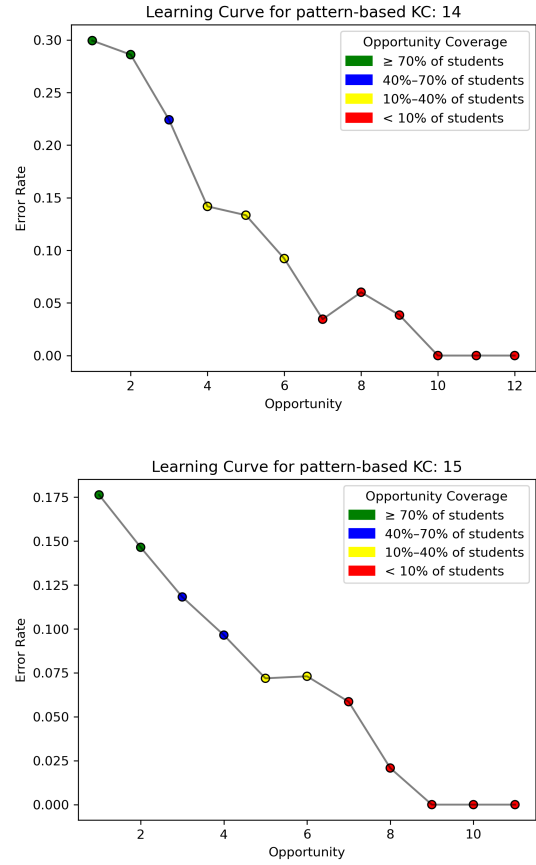 Learning Curve for pattern-based KC: 14
0.30
0.25
0.20
0.15
0.10
0.05
0.00
Error Rate
Opportunity Coverage
≥ 70% of students
40%–70% of students
10%–40% of students
< 10% of students
2 4 6 8 10 12
Opportunity
Learning Curve for pattern-based KC: 15
0.175
0.150
0.125
0.100
0.075
0.050
0.025
0.000
Error Rate
Opportunity Coverage
≥ 70% of students
40%–70% of students
10%–40% of students
< 10% of students
2 4 6 8 10
Opportunity